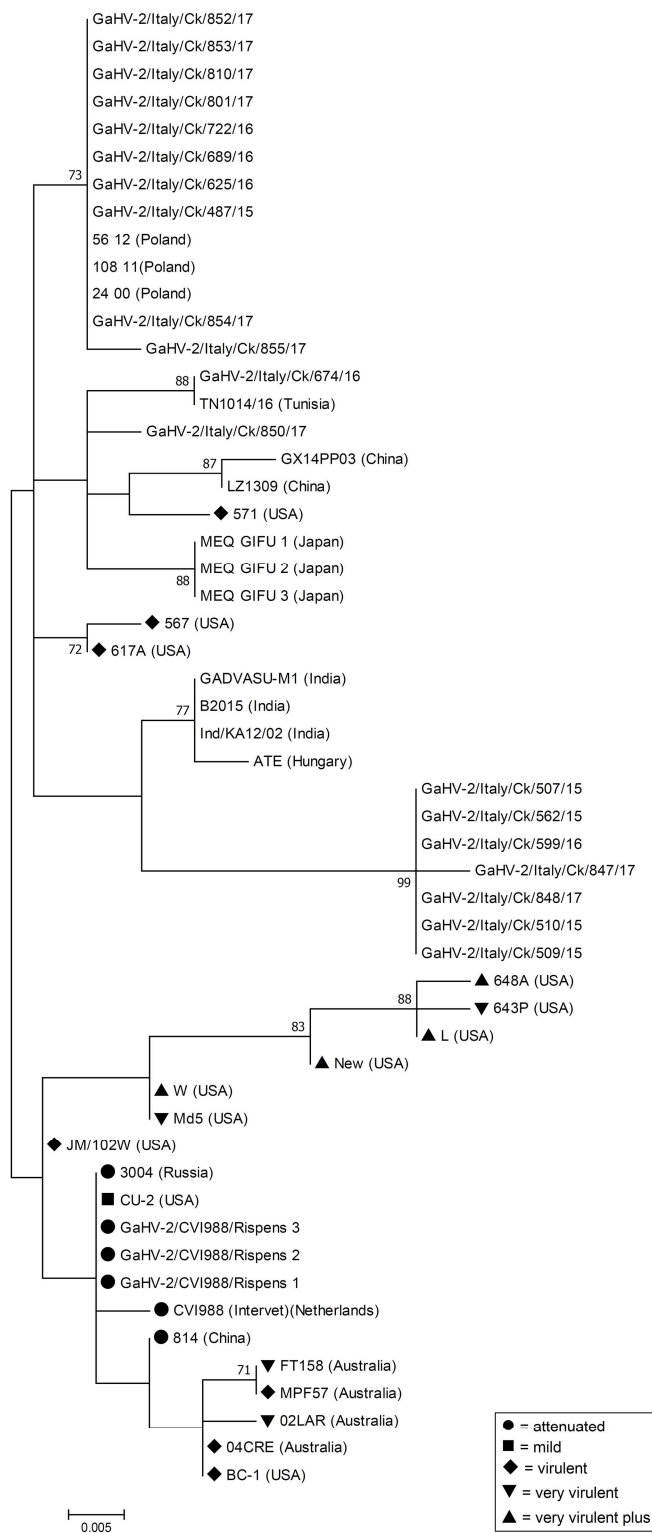 GaHV-2/Italy/Ck/852/17
GaHV-2/Italy/Ck/853/17
GaHV-2/Italy/Ck/810/17
GaHV-2/Italy/Ck/801/17
GaHV-2/Italy/Ck/722/16
GaHV-2/Italy/Ck/689/16
73
GaHV-2/Italy/Ck/625/16
GaHV-2/Italy/Ck/487/15
56 12 (Poland)
108 11(Poland)
24 00 (Poland)
GaHV-2/Italy/Ck/854/17
GaHV-2/Italy/Ck/855/17
GaHV-2/Italy/Ck/674/16
88
TN1014/16 (Tunisia)
GaHV-2/Italy/Ck/850/17
GX14PP03 (China)
87
LZ1309 (China)
571 (USA)
MEQ GIFU 1 (Japan)
MEQ GIFU 2 (Japan)
88
MEQ GIFU 3 (Japan)
567 (USA)
72
617A (USA)
GADVASU-M1 (India)
B2015 (India)
77
Ind/KA12/02 (India)
ATE (Hungary)
GaHV-2/Italy/Ck/507/15
GaHV-2/Italy/Ck/562/15
GaHV-2/Italy/Ck/599/16
GaHV-2/Italy/Ck/847/17
99
GaHV-2/Italy/Ck/848/17
GaHV-2/Italy/Ck/510/15
GaHV-2/Italy/Ck/509/15
648A (USA)
88
643P (USA)
83
L (USA)
New (USA)
W (USA)
Md5 (USA)
JM/102W (USA)
3004 (Russia)
CU-2 (USA)
GaHV-2/CVI988/Rispens 3
GaHV-2/CVI988/Rispens 2
GaHV-2/CVI988/Rispens 1
CVI988 (Intervet)(Netherlands)
814 (China)
FT158 (Australia)
71
MPF57 (Australia)
02LAR (Australia)
04CRE (Australia)
BC-1 (USA)
0.005
= attenuated
= mild
= virulent
= very virulent
= very virulent plus